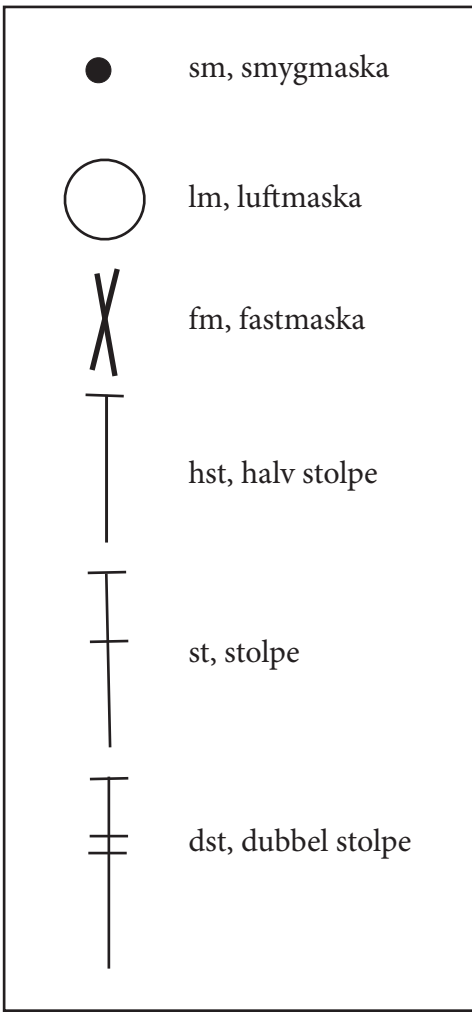 sm, smygmaska
lm, luftmaska
fm, fastmaska
hst, halv stolpe
st, stolpe
dst, dubbel stolpe